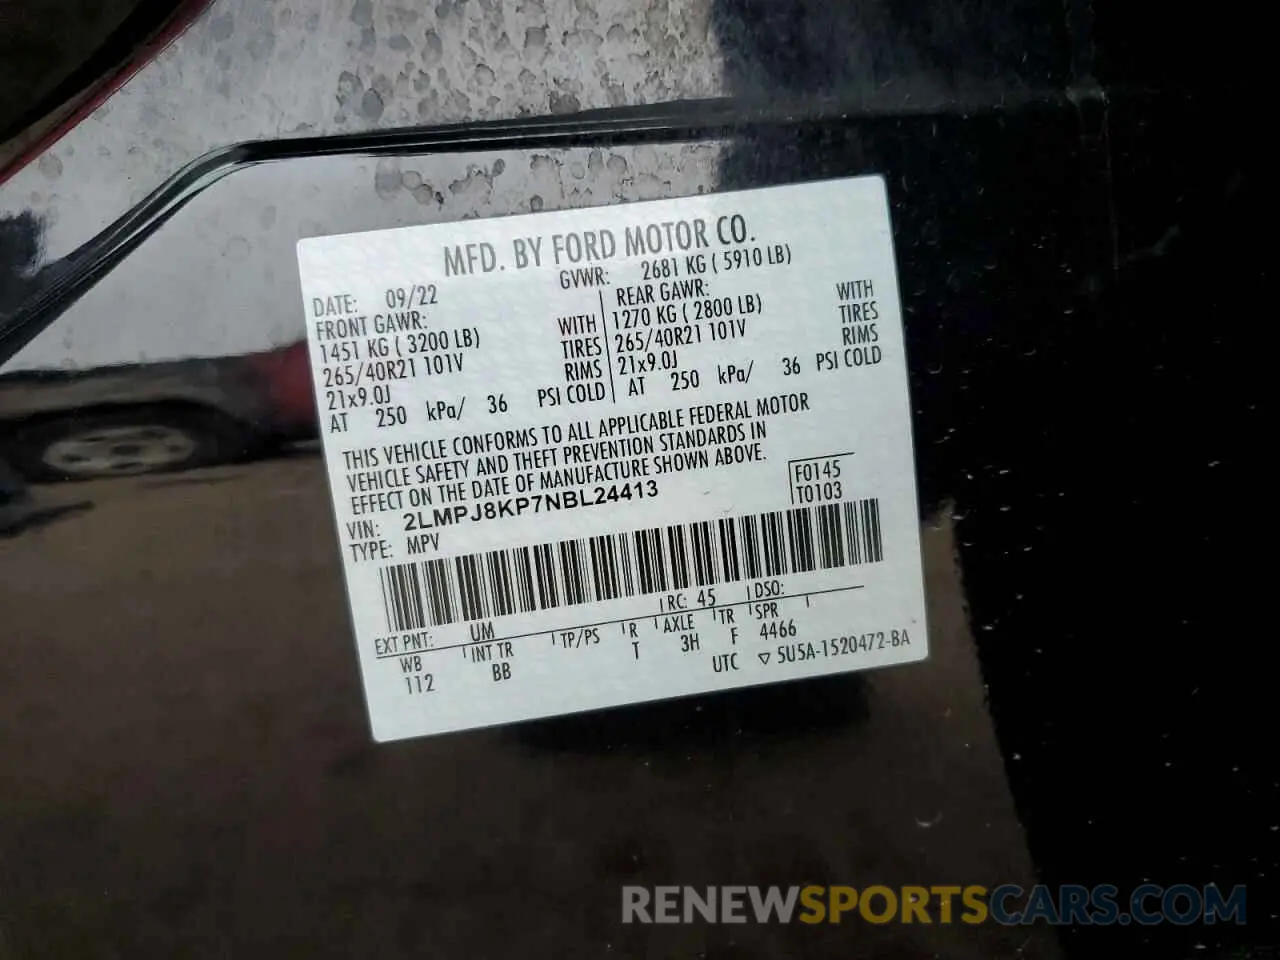 MFD. BY FORD MOTOR CO.
DATE: 09/22 GVWR: 2681 KG ( 5910 LB)
FRONT GAWR:
1451 KG ( 3200 LB) WITH
265/40R21 101V TIRES
21x9.0J RIMS
AT 250 kPa/ 36 PSI COLD
REAR GAWR:
1270 KG ( 2800 LB) WITH
265/40R21 101V TIRES
21x9.0J RIMS
AT 250 kPa/ 36 PSI COLD
THIS VEHICLE CONFORMS TO ALL APPLICABLE FEDERAL MOTOR
VEHICLE SAFETY AND THEFT PREVENTION STANDARDS IN
EFFECT ON THE DATE OF MANUFACTURE SHOWN ABOVE.
VIN: 2LMPJ8KP7NBL24413
TYPE: MPV
F0145
T0103
EXT PNT: UM RC: 45 DSO:
WB INT TR TP/PS R AXLE TR SPR
112 BB T 3H F 4466
UTC ▽ 5U5A-1520472-BA
RENEWSPORTSCARS.COM